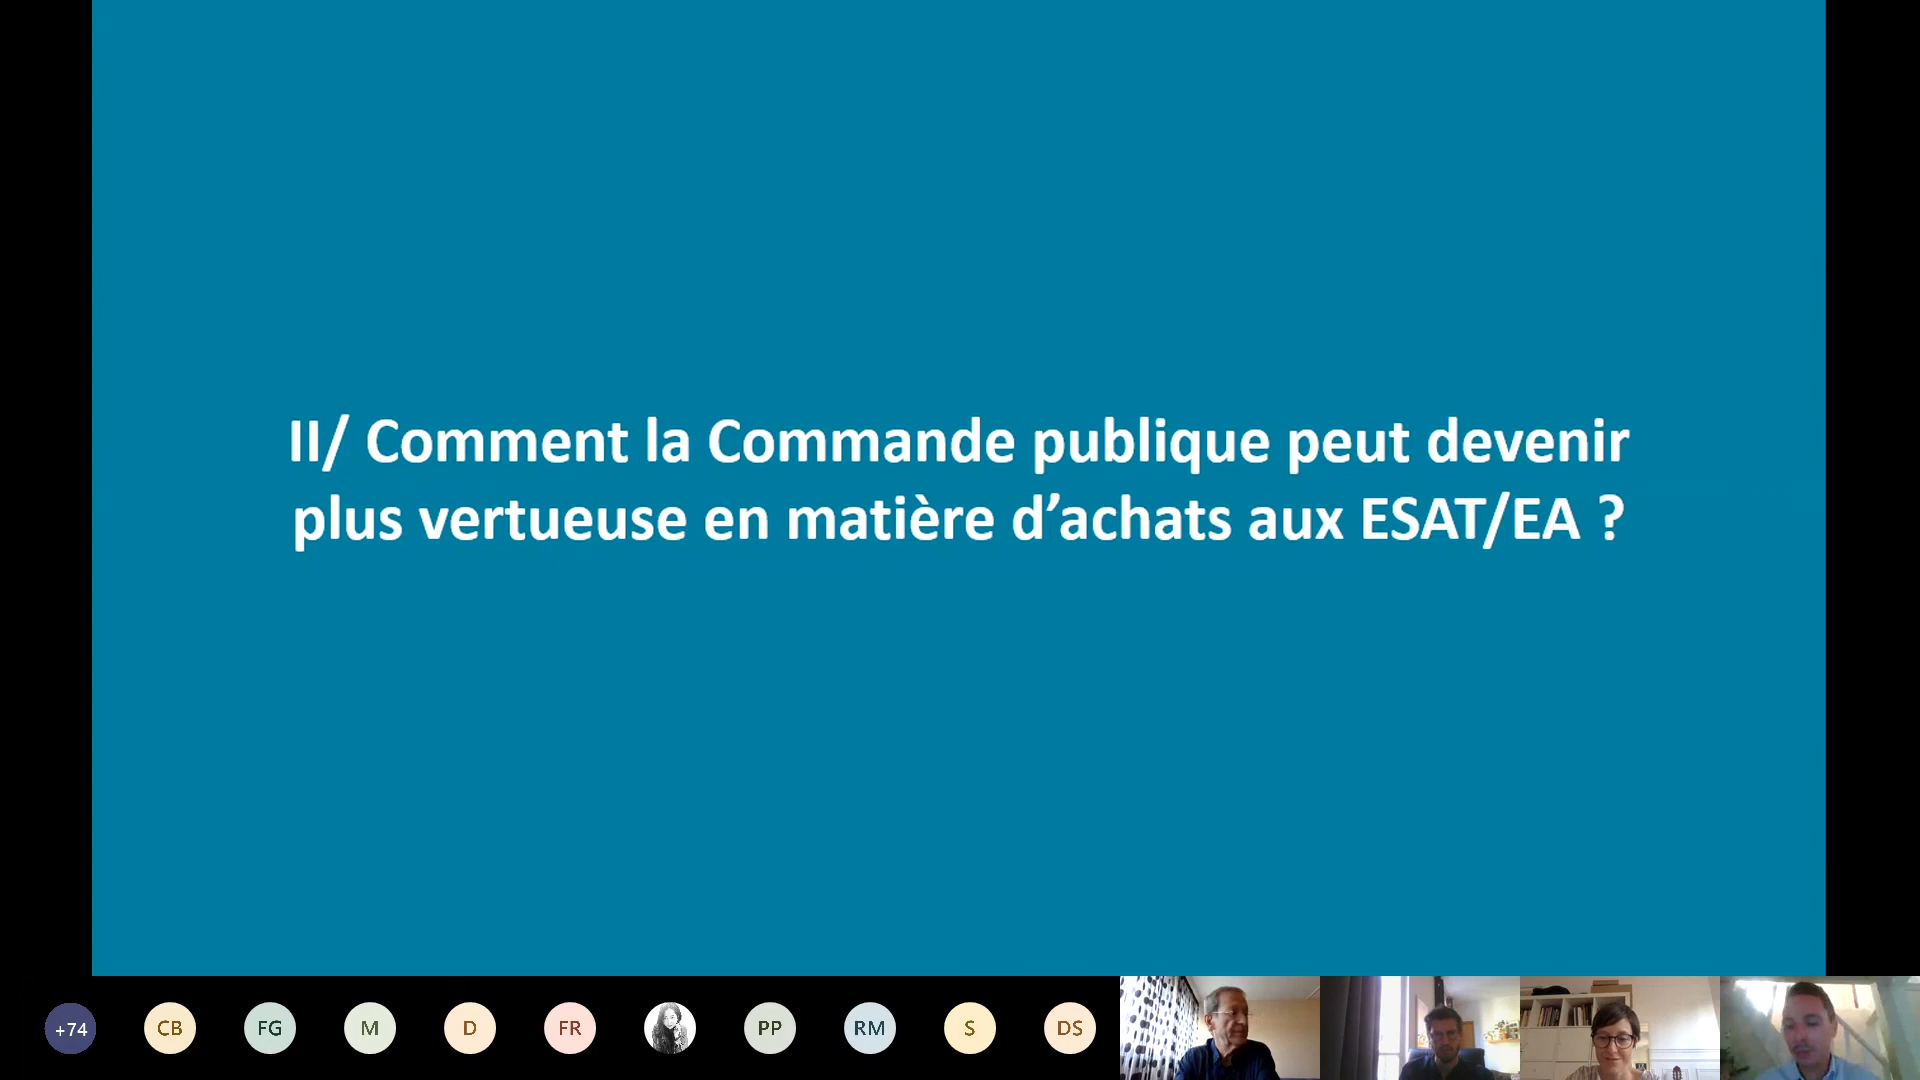 II/ Comment la Commande publique peut devenir
plus vertueuse en matière d’achats aux ESAT/EA ?
+74 CB FG M D FR PP RM S DS